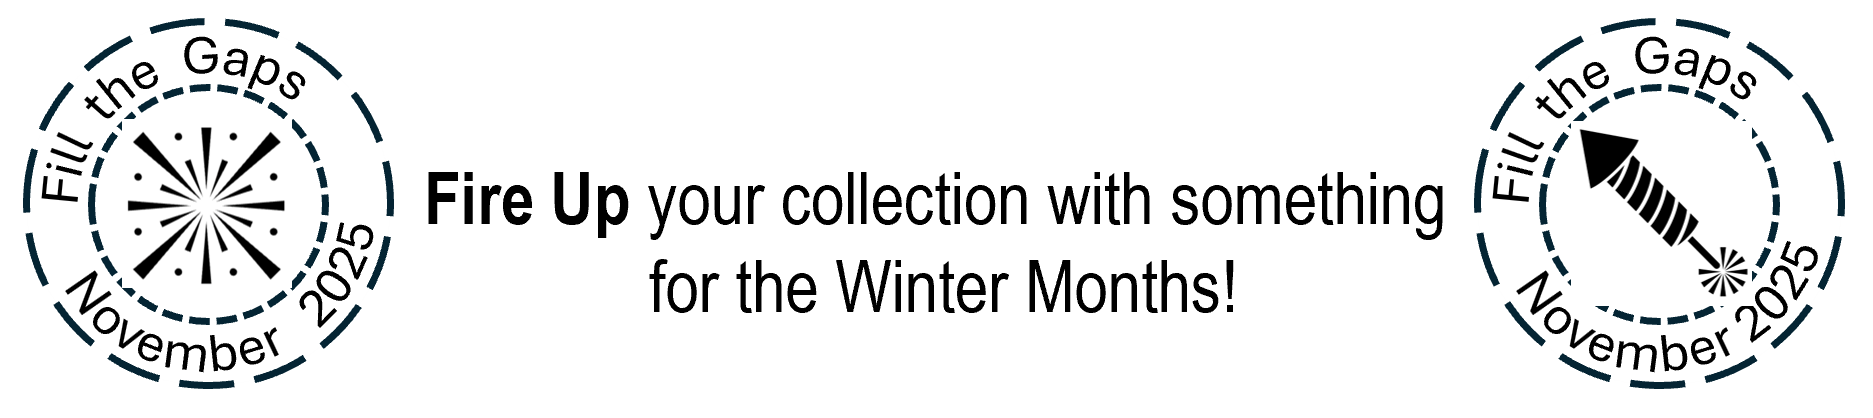 Fill the Gaps
November 2025
Fire Up your collection with something
for the Winter Months!
Fill the Gaps
November 2025